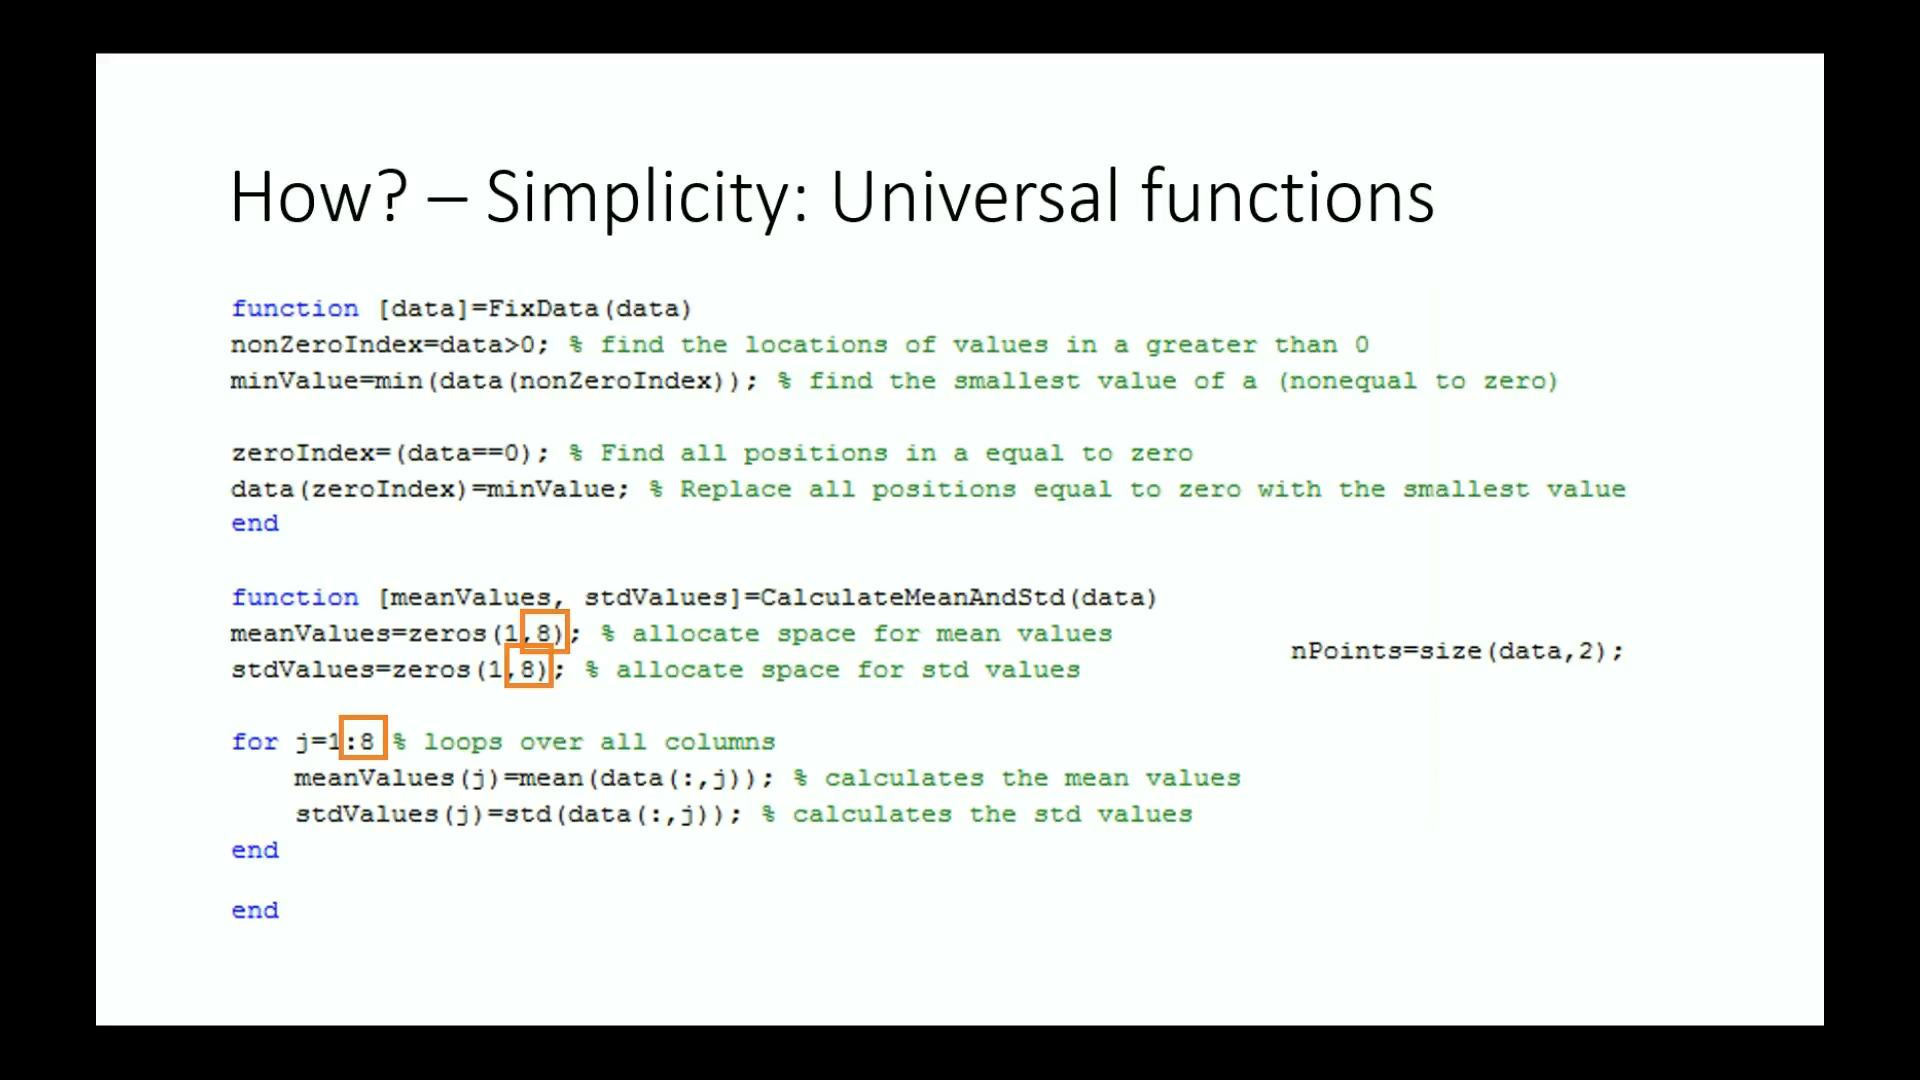 How? – Simplicity: Universal functions
function [data]=FixData(data)
nonZeroIndex=data>0; % find the locations of values in a greater than 0
minValue=min(data(nonZeroIndex)); % find the smallest value of a (nonequal to zero)
zeroIndex=(data==0); % Find all positions in a equal to zero
data(zeroIndex)=minValue; % Replace all positions equal to zero with the smallest value
end
function [meanValues, stdValues]=CalculateMeanAndStd(data)
meanValues=zeros(1,8); % allocate space for mean values
stdValues=zeros(1,8); % allocate space for std values
nPoints=size(data,2);
for j=1:8 % loops over all columns
meanValues(j)=mean(data(:,j)); % calculates the mean values
stdValues(j)=std(data(:,j)); % calculates the std values
end
end